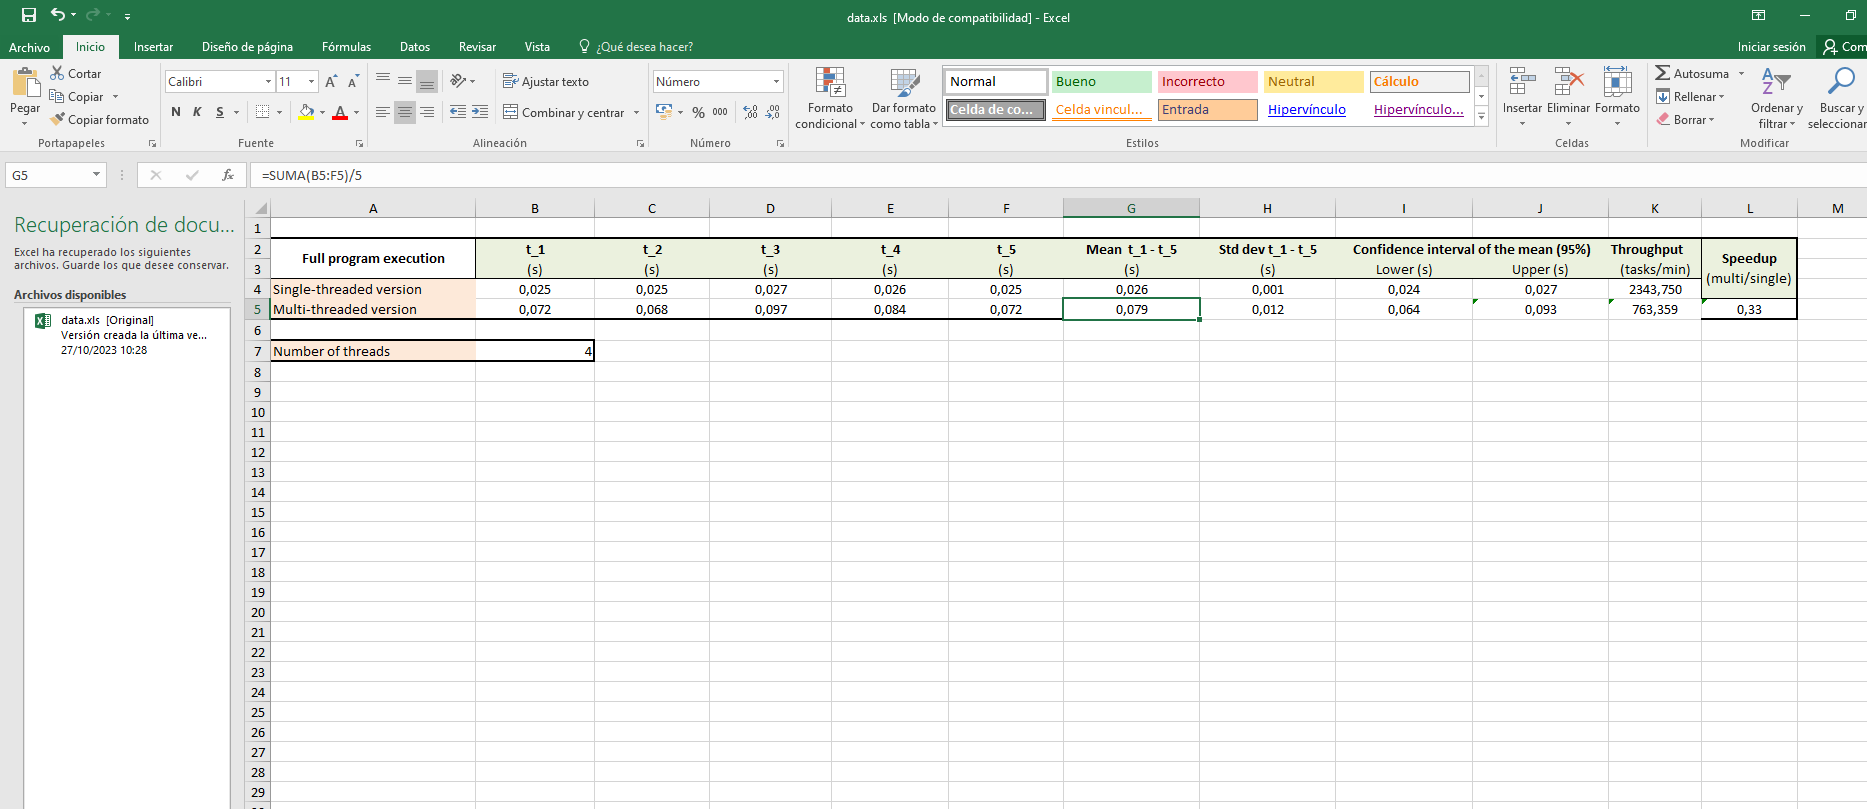 data.xls  [Modo de compatibilidad] - Excel
Archivo Inicio Insertar Diseño de página Fórmulas Datos Revisar Vista ¿Qué desea hacer? Iniciar sesión Com
Pegar
Cortar
Copiar
Copiar formato
Portapapeles
Calibri 11
N K S A
Fuente
Ajustar texto
Combinar y centrar
Alineación
Número
% 000
Número
Formato condicional
Dar formato como tabla
Normal Bueno Incorrecto Neutral Cálculo
Celda de co... Celda vincul... Entrada Hipervínculo Hipervínculo...
Estilos
Insertar Eliminar Formato
Celdas
Autosuma
Rellenar
Borrar
Ordenar y filtrar
Buscar y seleccionar
Modificar
G5 fx =SUMA(B5:F5)/5
Recuperación de docu...
Excel ha recuperado los siguientes
archivos. Guarde los que desee conservar.
Archivos disponibles
data.xls  [Original]
Versión creada la última ve...
27/10/2023 10:28
A B C D E F G H I J K L M
1
2 Full program execution t_1 t_2 t_3 t_4 t_5 Mean  t_1 - t_5 Std dev t_1 - t_5 Confidence interval of the mean (95%) Throughput Speedup
3 (s) (s) (s) (s) (s) (s) (s) Lower (s) Upper (s) (tasks/min) (multi/single)
4 Single-threaded version 0,025 0,025 0,027 0,026 0,025 0,026 0,001 0,024 0,027 2343,750
5 Multi-threaded version 0,072 0,068 0,097 0,084 0,072 0,079 0,012 0,064 0,093 763,359 0,33
6
7 Number of threads 4
8
9
10
11
12
13
14
15
16
17
18
19
20
21
22
23
24
25
26
27
28
29